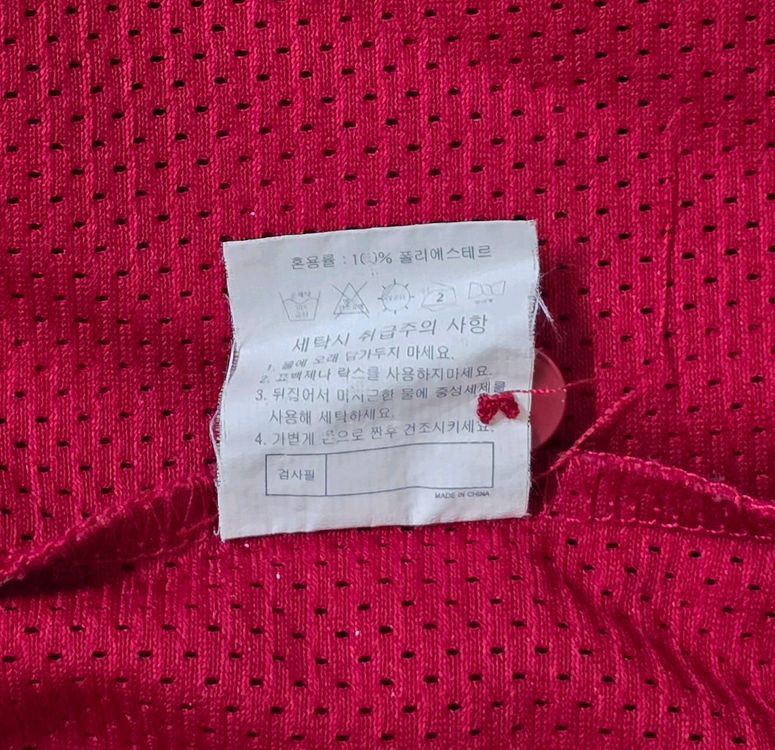 혼용률 : 100% 폴리에스테르
2
세탁시 취급주의 사항
1. 물에 오래 담가두지 마세요.
2. 표백제나 락스를 사용하지마세요.
3. 뒤집어서 미지근한 물에 중성세제를
사용해 세탁하세요.
4. 가볍게 손으로 짠후 건조시키세요.
검사필
MADE IN CHINA